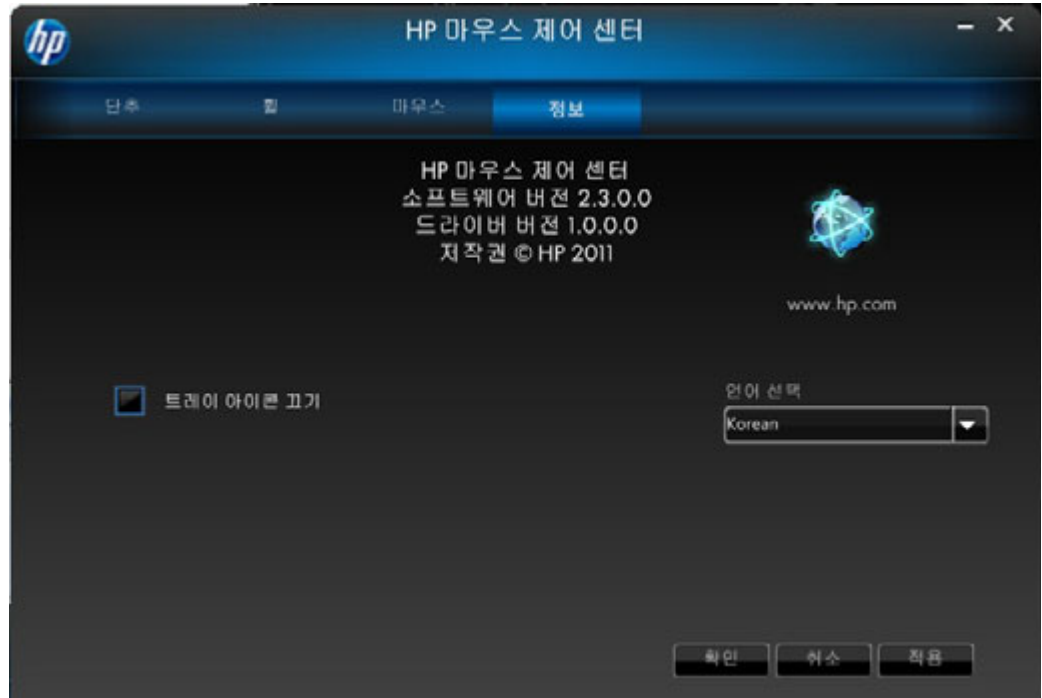 hp
HP 마우스 제어 센터
단추 휠 마우스 정보
HP 마우스 제어 센터
소프트웨어 버전 2.3.0.0
드라이버 버전 1.0.0.0
저작권 © HP 2011
www.hp.com
트레이 아이콘 끄기
언어 선택
Korean
확인 취소 적용